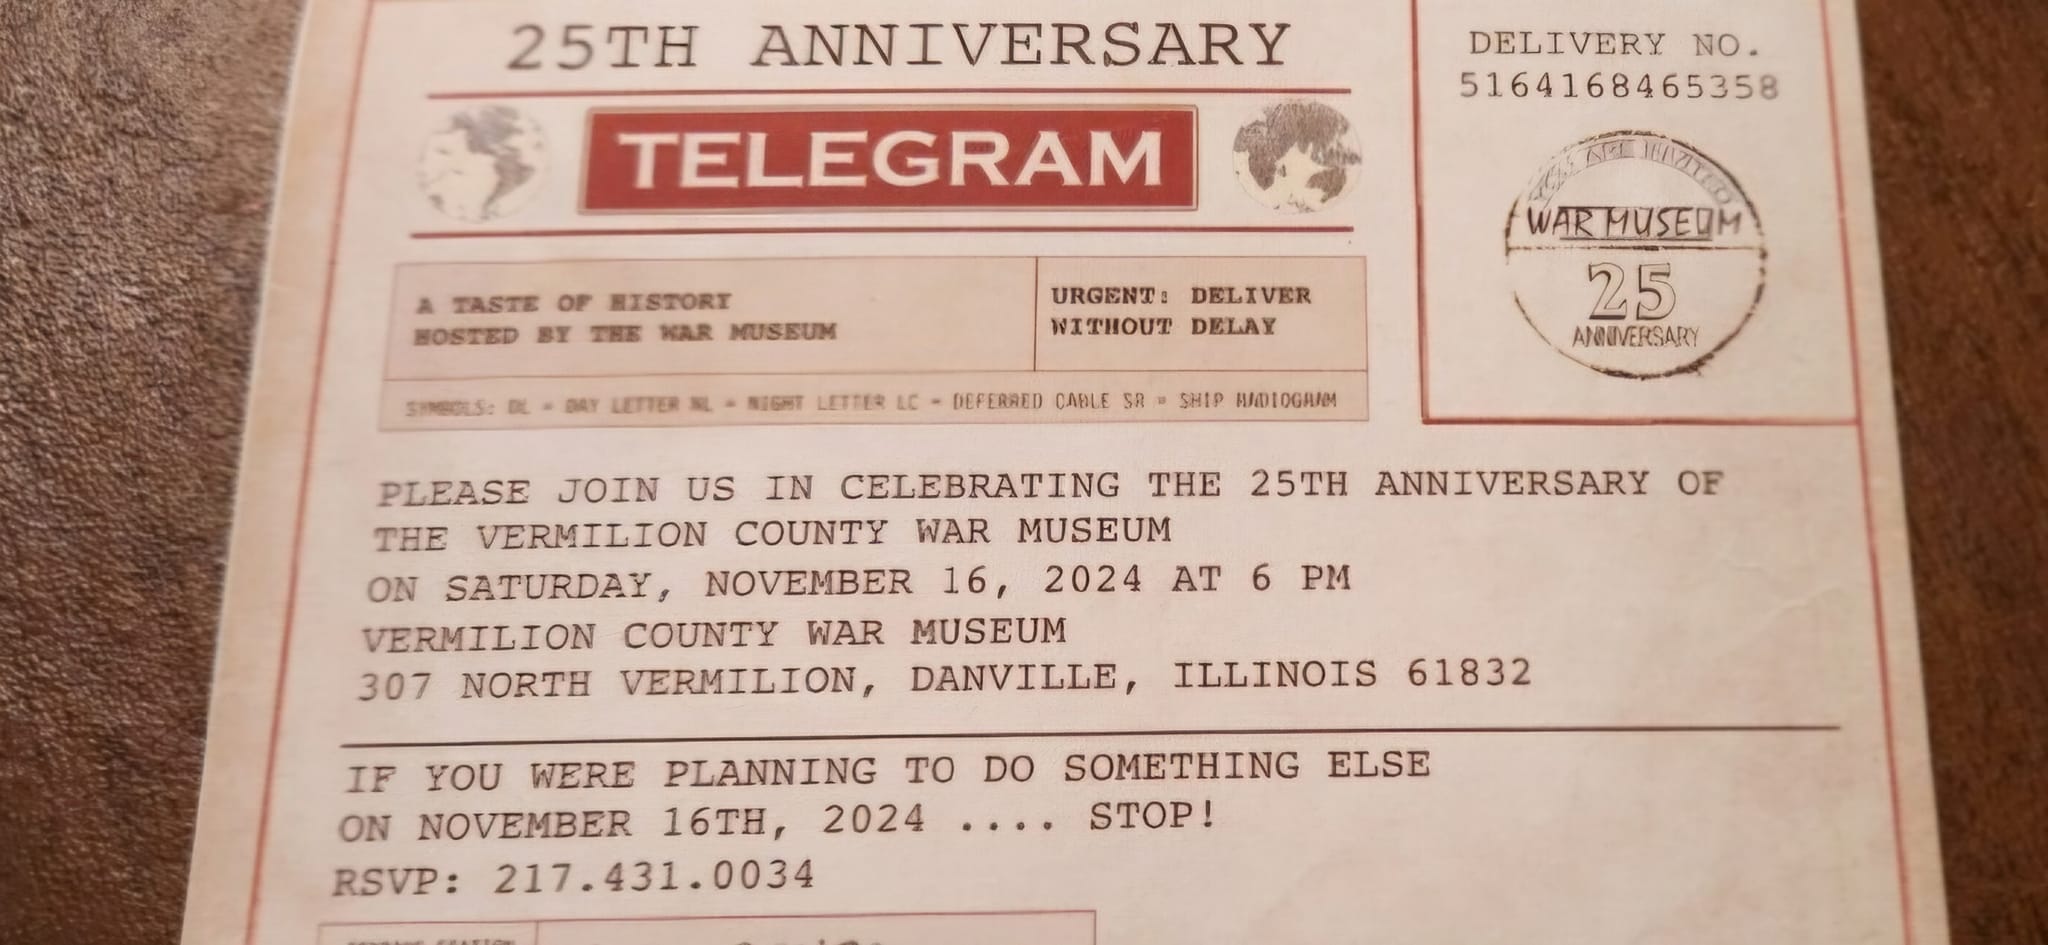 25TH ANNIVERSARY
TELEGRAM
DELIVERY NO.
5164168465358
WAR MUSEUM
25
ANNIVERSARY
A TASTE OF HISTORY
HOSTED BY THE WAR MUSEUM
URGENT: DELIVER
WITHOUT DELAY
SYMBOLS: DL = DAY LETTER NL = NIGHT LETTER LC = DEFERRED CABLE SR = SHIP RADIOGRAM
PLEASE JOIN US IN CELEBRATING THE 25TH ANNIVERSARY OF
THE VERMILION COUNTY WAR MUSEUM
ON SATURDAY, NOVEMBER 16, 2024 AT 6 PM
VERMILION COUNTY WAR MUSEUM
307 NORTH VERMILION, DANVILLE, ILLINOIS 61832
IF YOU WERE PLANNING TO DO SOMETHING ELSE
ON NOVEMBER 16TH, 2024 .... STOP!
RSVP: 217.431.0034